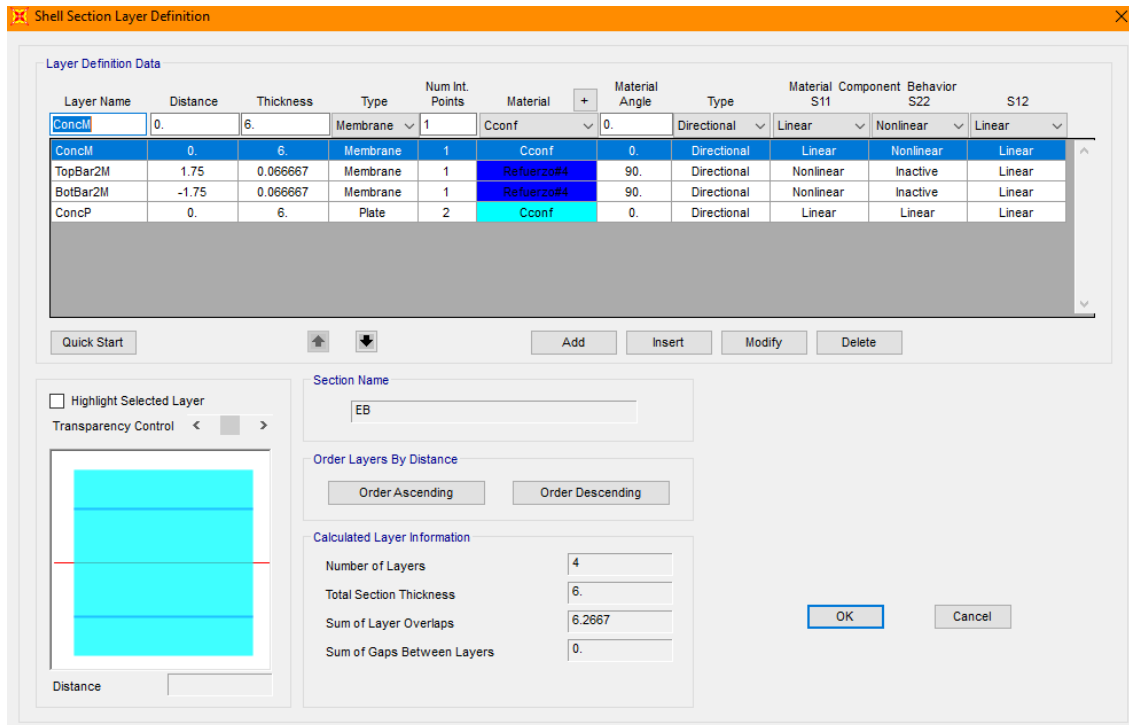 Shell Section Layer Definition
Layer Definition Data
Layer Name Distance Thickness Type Num Int. Points Material + Material Angle Type Material Component Behavior S11 S22 S12
ConcM 0. 6. Membrane 1 Cconf 0. Directional Linear Nonlinear Linear
ConcM 0. 6. Membrane 1 Cconf 0. Directional Linear Nonlinear Linear
TopBar2M 1.75 0.066667 Membrane 1 Refuerzo#4 90. Directional Nonlinear Inactive Linear
BotBar2M -1.75 0.066667 Membrane 1 Refuerzo#4 90. Directional Nonlinear Inactive Linear
ConcP 0. 6. Plate 2 Cconf 0. Directional Linear Linear Linear
Quick Start Add Insert Modify Delete
Highlight Selected Layer
Transparency Control
Distance
Section Name
EB
Order Layers By Distance
Order Ascending Order Descending
Calculated Layer Information
Number of Layers 4
Total Section Thickness 6.
Sum of Layer Overlaps 6.2667
Sum of Gaps Between Layers 0.
OK Cancel